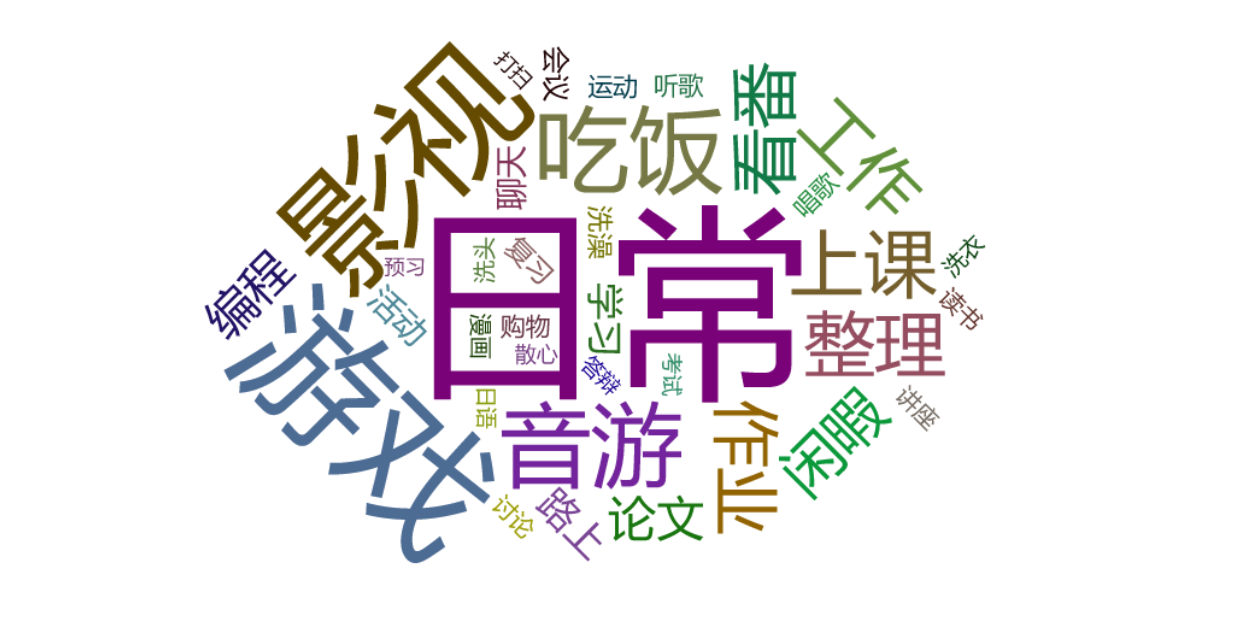 打扫
会议
运动
听歌
影视
吃饭
看番
工作
聊天
唱歌
日常
洗澡
上课
洗衣
洗头
复习
预习
编程
活动
学习
读书
漫画
购物
散心
整理
游戏
答辩
考试
日语
音游
作业
闲暇
讲座
讨论
路上
论文